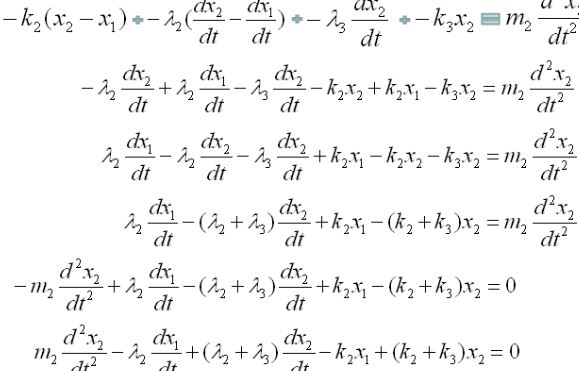 -k₂(x₂ - x₁) + -λ₂(dx₂/dt - dx₁/dt) + -λ₃ dx₂/dt + -k₃x₂ = m₂ d²x₂/dt²
-λ₂ dx₂/dt + λ₂ dx₁/dt - λ₃ dx₂/dt - k₂x₂ + k₂x₁ - k₃x₂ = m₂ d²x₂/dt²
λ₂ dx₁/dt - λ₂ dx₂/dt - λ₃ dx₂/dt + k₂x₁ - k₂x₂ - k₃x₂ = m₂ d²x₂/dt²
λ₂ dx₁/dt - (λ₂ + λ₃) dx₂/dt + k₂x₁ - (k₂ + k₃)x₂ = m₂ d²x₂/dt²
-m₂ d²x₂/dt² + λ₂ dx₁/dt - (λ₂ + λ₃) dx₂/dt + k₂x₁ - (k₂ + k₃)x₂ = 0
m₂ d²x₂/dt² - λ₂ dx₁/dt + (λ₂ + λ₃) dx₂/dt - k₂x₁ + (k₂ + k₃)x₂ = 0